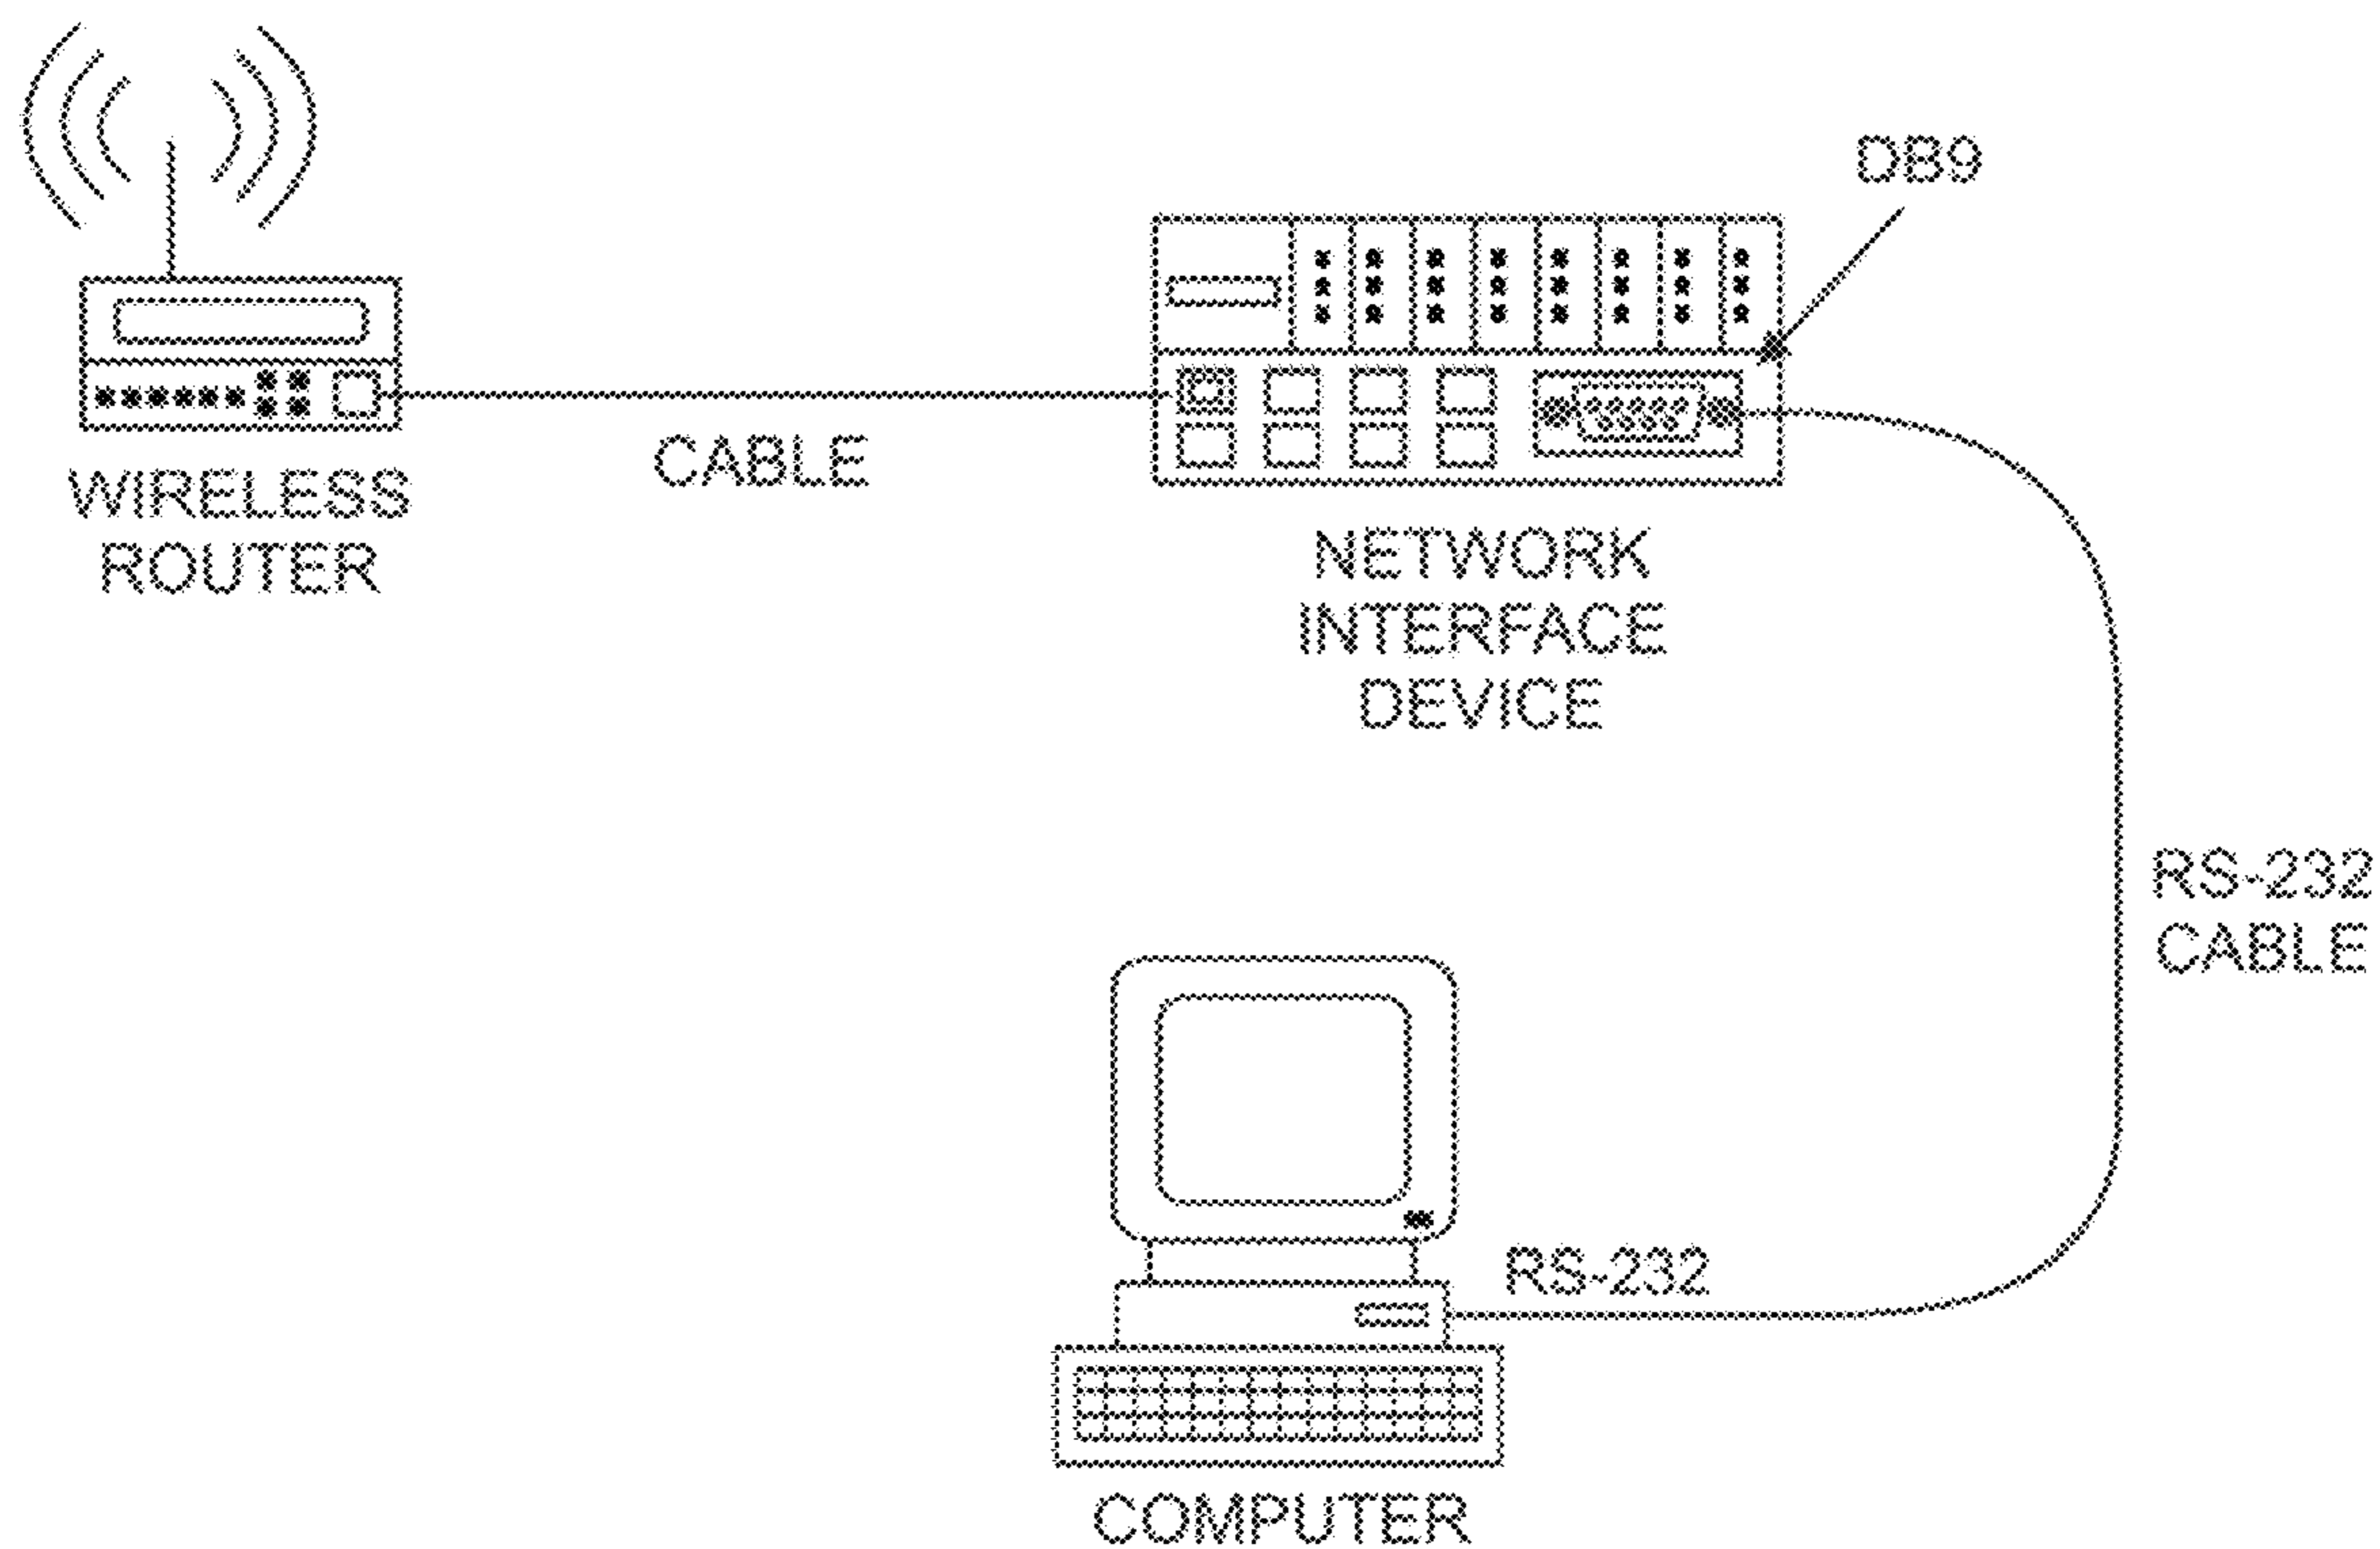 DB9
CABLE
WIRELESS
ROUTER
NETWORK
INTERFACE
DEVICE
RS-232
CABLE
RS-232
COMPUTER